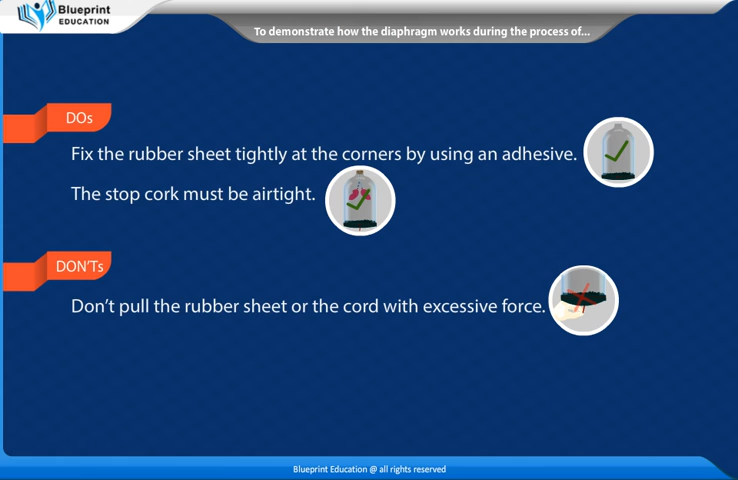 Blueprint
EDUCATION
To demonstrate how the diaphragm works during the process of...
DOs
Fix the rubber sheet tightly at the corners by using an adhesive.
The stop cork must be airtight.
DON'Ts
Don't pull the rubber sheet or the cord with excessive force.
Blueprint Education @ all rights reserved